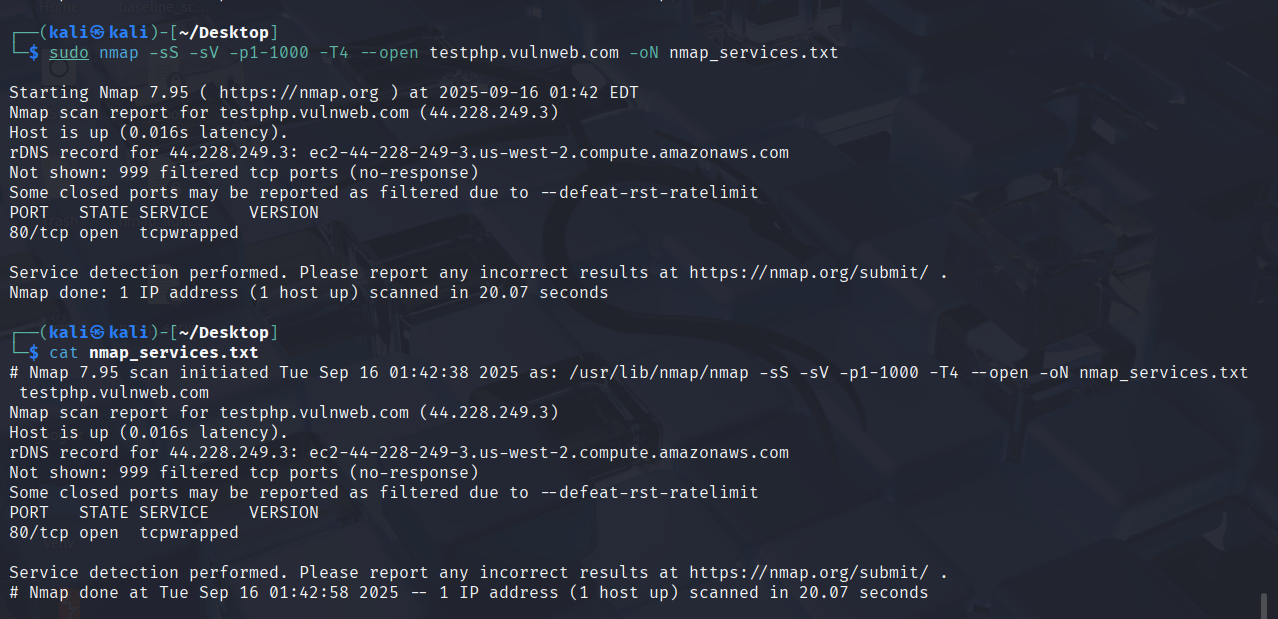 ┌──(kali㉿kali)-[~/Desktop]
└─$ sudo nmap -sS -sV -p1-1000 -T4 --open testphp.vulnweb.com -oN nmap_services.txt
Starting Nmap 7.95 ( https://nmap.org ) at 2025-09-16 01:42 EDT
Nmap scan report for testphp.vulnweb.com (44.228.249.3)
Host is up (0.016s latency).
rDNS record for 44.228.249.3: ec2-44-228-249-3.us-west-2.compute.amazonaws.com
Not shown: 999 filtered tcp ports (no-response)
Some closed ports may be reported as filtered due to --defeat-rst-ratelimit
PORT   STATE SERVICE    VERSION
80/tcp open  tcpwrapped
Service detection performed. Please report any incorrect results at https://nmap.org/submit/ .
Nmap done: 1 IP address (1 host up) scanned in 20.07 seconds
┌──(kali㉿kali)-[~/Desktop]
└─$ cat nmap_services.txt
# Nmap 7.95 scan initiated Tue Sep 16 01:42:38 2025 as: /usr/lib/nmap/nmap -sS -sV -p1-1000 -T4 --open -oN nmap_services.txt
 testphp.vulnweb.com
Nmap scan report for testphp.vulnweb.com (44.228.249.3)
Host is up (0.016s latency).
rDNS record for 44.228.249.3: ec2-44-228-249-3.us-west-2.compute.amazonaws.com
Not shown: 999 filtered tcp ports (no-response)
Some closed ports may be reported as filtered due to --defeat-rst-ratelimit
PORT   STATE SERVICE    VERSION
80/tcp open  tcpwrapped
Service detection performed. Please report any incorrect results at https://nmap.org/submit/ .
# Nmap done at Tue Sep 16 01:42:58 2025 -- 1 IP address (1 host up) scanned in 20.07 seconds